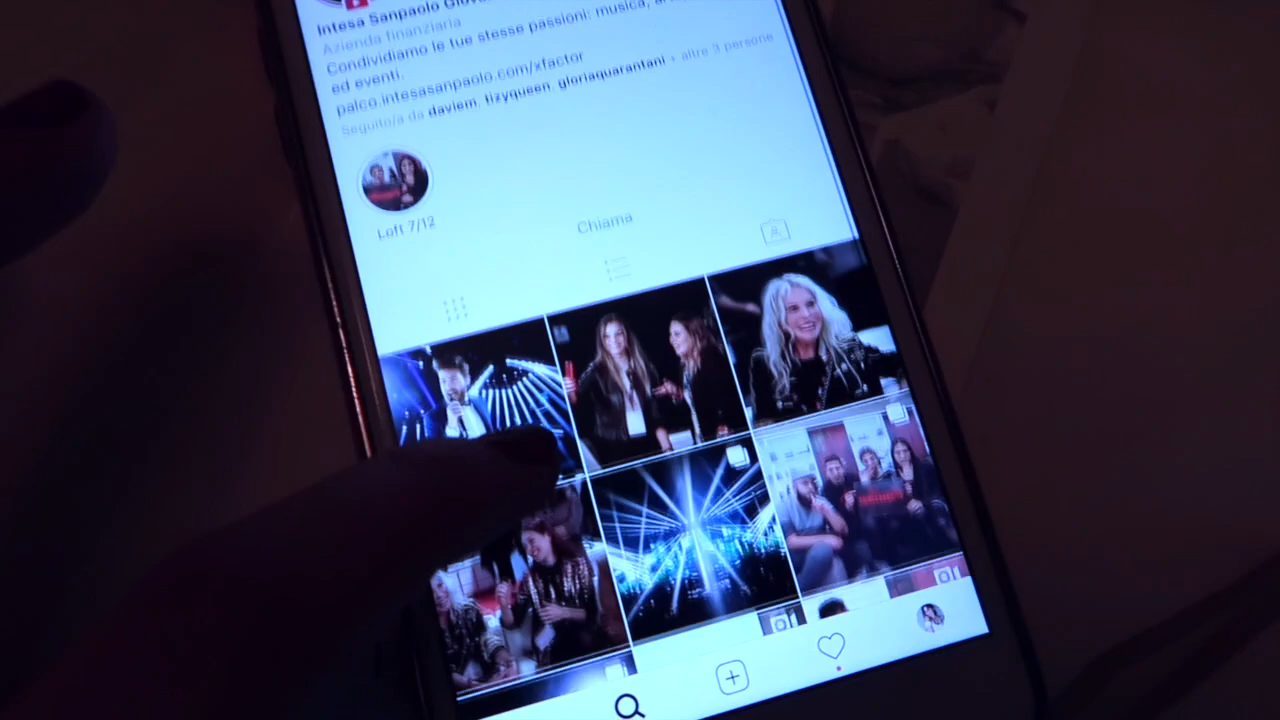 Intesa Sanpaolo
Azienda finanziaria
Condividiamo le tue stesse passioni: musica,
ed eventi.
palco.intesasanpaolo.com/xfactor
Seguito/a da daviem, tizyqueen, gloriaquarantani + altre 3 persone
Loft 7/12
Chiama